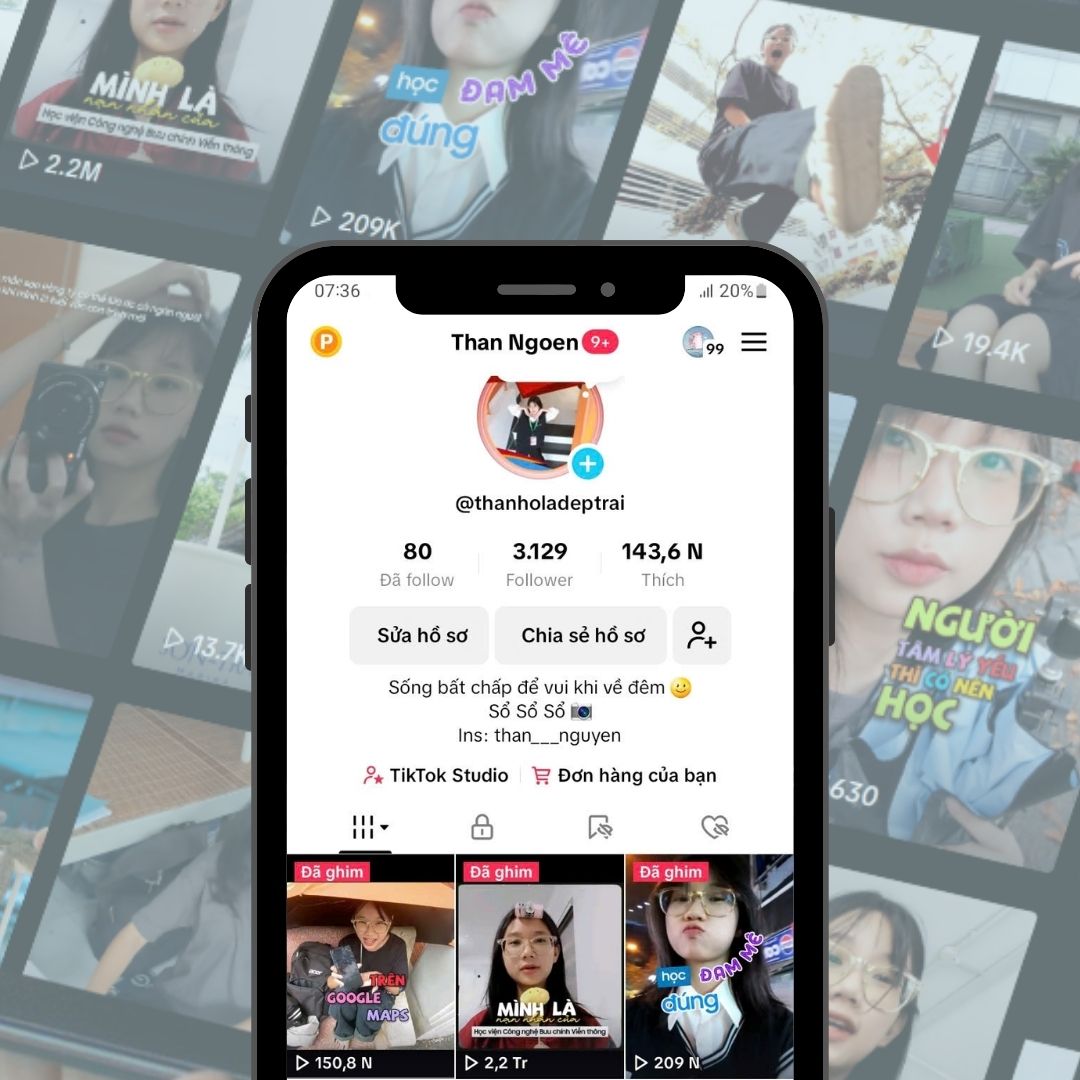 MÌNH LÀ
nạn nhân của
Học viện Công nghệ Bưu chính Viễn thông
2.2M
học ĐAM MÊ
đúng
209K
19.4K
13.7K
NGƯỜI
TÂM LÝ YẾU
THÌ CÓ NÊN
HỌC
630
07:36
20%
P
Than Ngoen 9+
99
@thanholadeptrai
80 3.129 143,6 N
Đã follow Follower Thích
Sửa hồ sơ Chia sẻ hồ sơ
Sống bất chấp để vui khi về đêm 🙂
Sổ Sổ Sổ 📷
Ins: than___nguyen
TikTok Studio Đơn hàng của bạn
Đã ghim Đã ghim Đã ghim
acer
TRÊN
GOOGLE
MAPS
150,8 N
MÌNH LÀ
nạn nhân của
Học viện Công nghệ Bưu chính Viễn thông
2,2 Tr
học ĐAM MÊ
đúng
209 N